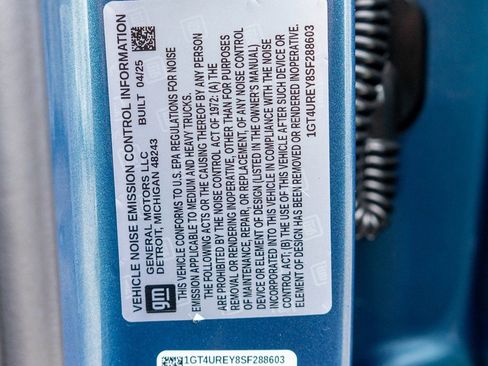 VEHICLE NOISE EMISSION CONTROL INFORMATION
GENERAL MOTORS LLC BUILT 04/25
DETROIT, MICHIGAN 48243
gm
THIS VEHICLE CONFORMS TO U.S. EPA REGULATIONS FOR NOISE
EMISSION APPLICABLE TO MEDIUM AND HEAVY TRUCKS.
THE FOLLOWING ACTS OR THE CAUSING THEREOF BY ANY PERSON
ARE PROHIBITED BY THE NOISE CONTROL ACT OF 1972: (A) THE
REMOVAL OR RENDERING INOPERATIVE, OTHER THAN FOR PURPOSES
OF MAINTENANCE, REPAIR, OR REPLACEMENT, OF ANY NOISE CONTROL
DEVICE OR ELEMENT OF DESIGN (LISTED IN THE OWNER'S MANUAL)
INCORPORATED INTO THIS VEHICLE IN COMPLIANCE WITH THE NOISE
CONTROL ACT; (B) THE USE OF THIS VEHICLE AFTER SUCH DEVICE OR
ELEMENT OF DESIGN HAS BEEN REMOVED OR RENDERED INOPERATIVE.
1GT4UREY8SF288603
1GT4UREY8SF288603